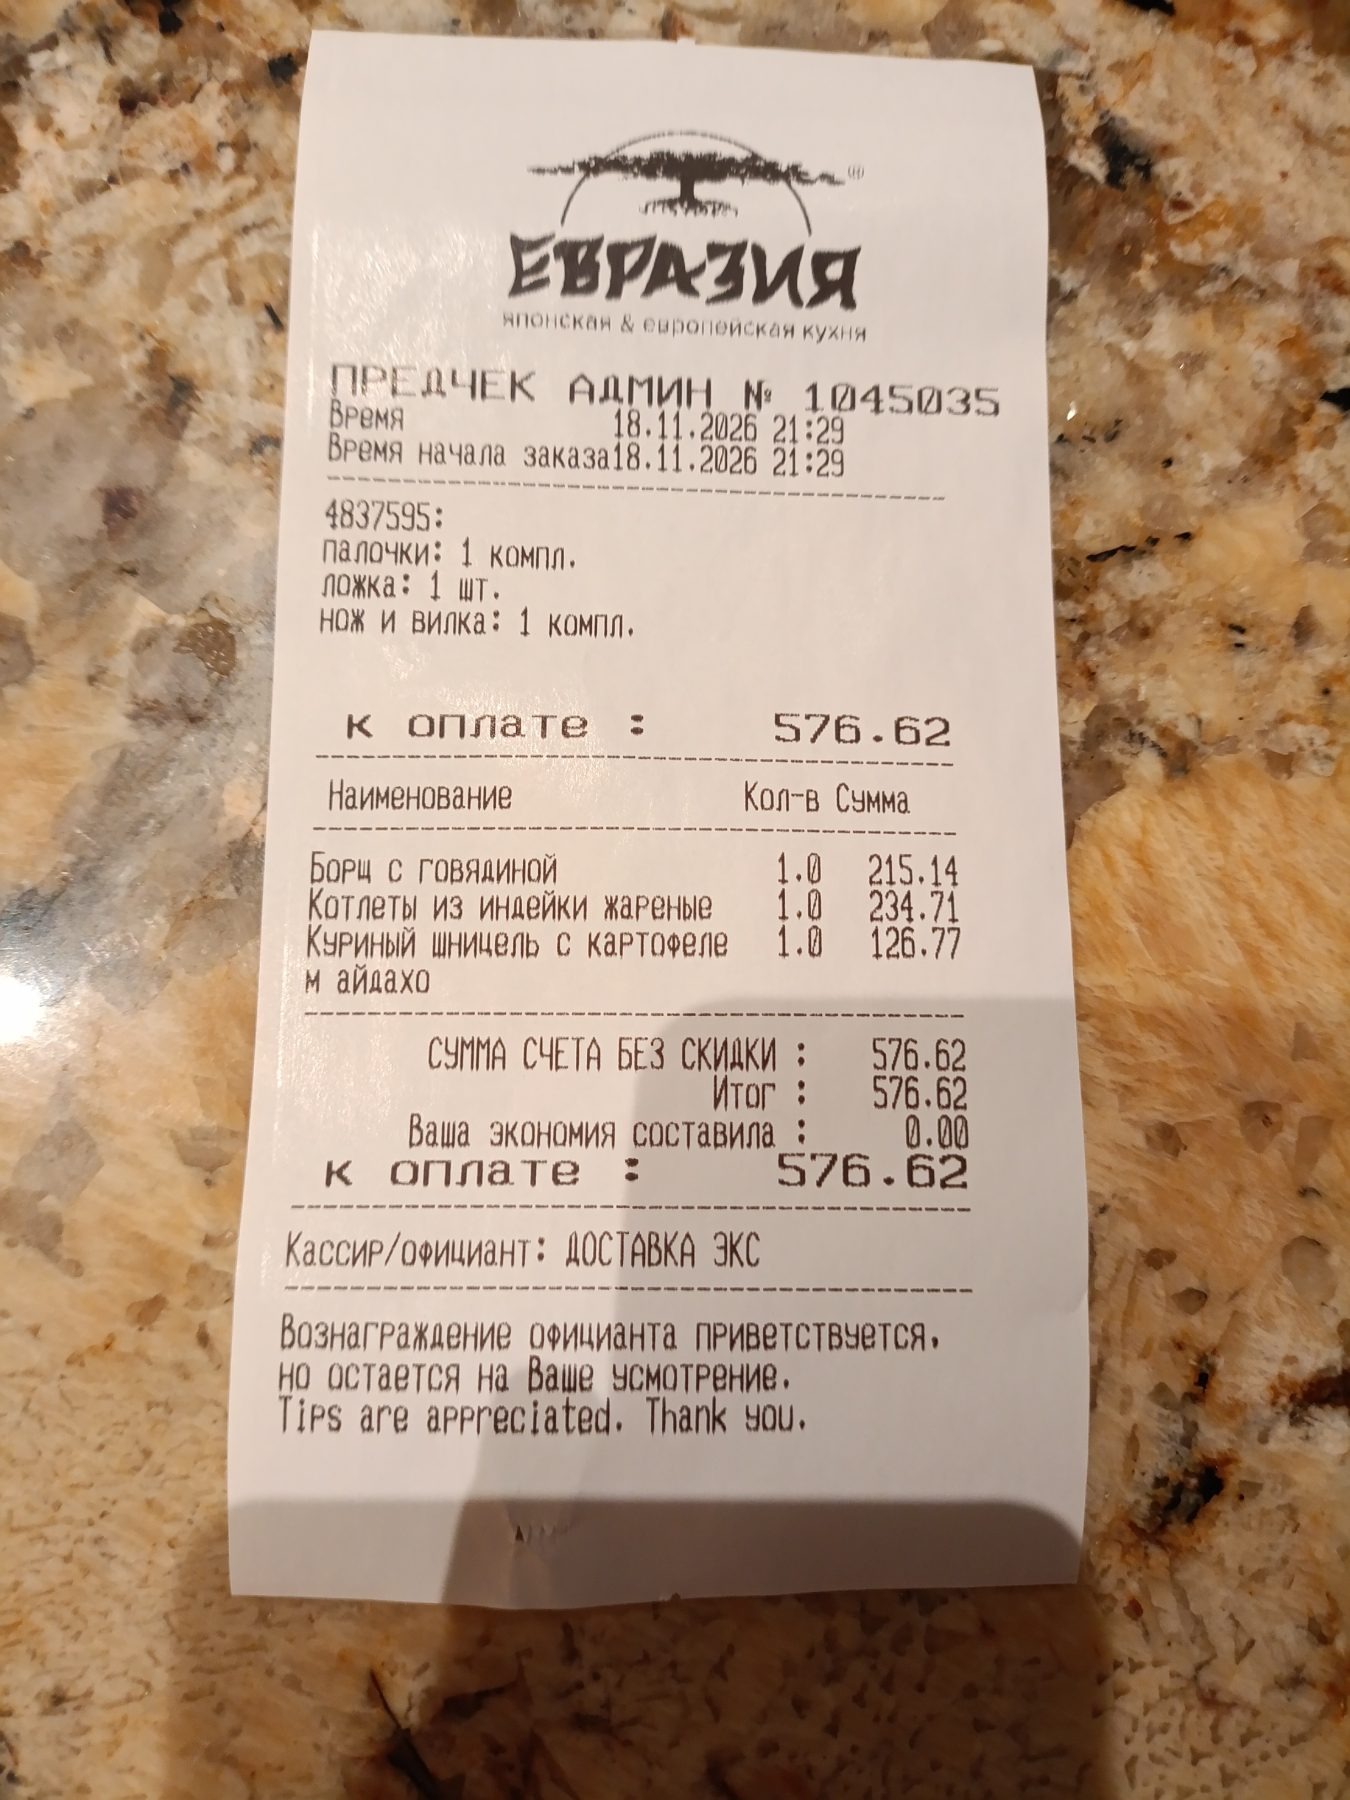 ЕВРАЗИЯ
японская & европейская кухня
ПРЕДЧЕК АДМИН № 1045035
Время 18.11.2026 21:29
Время начала заказа18.11.2026 21:29
4837595:
палочки: 1 компл.
ложка: 1 шт.
нож и вилка: 1 компл.
к оплате : 576.62
Наименование Кол-в Сумма
Борщ с говядиной 1.0 215.14
Котлеты из индейки жареные 1.0 234.71
Куриный шницель с картофеле 1.0 126.77
м айдахо
СУММА СЧЕТА БЕЗ СКИДКИ : 576.62
Итог : 576.62
Ваша экономия составила : 0.00
к оплате : 576.62
Кассир/официант: ДОСТАВКА ЭКС
Вознаграждение официанта приветствуется,
но остается на Ваше усмотрение.
Tips are appreciated. Thank you.